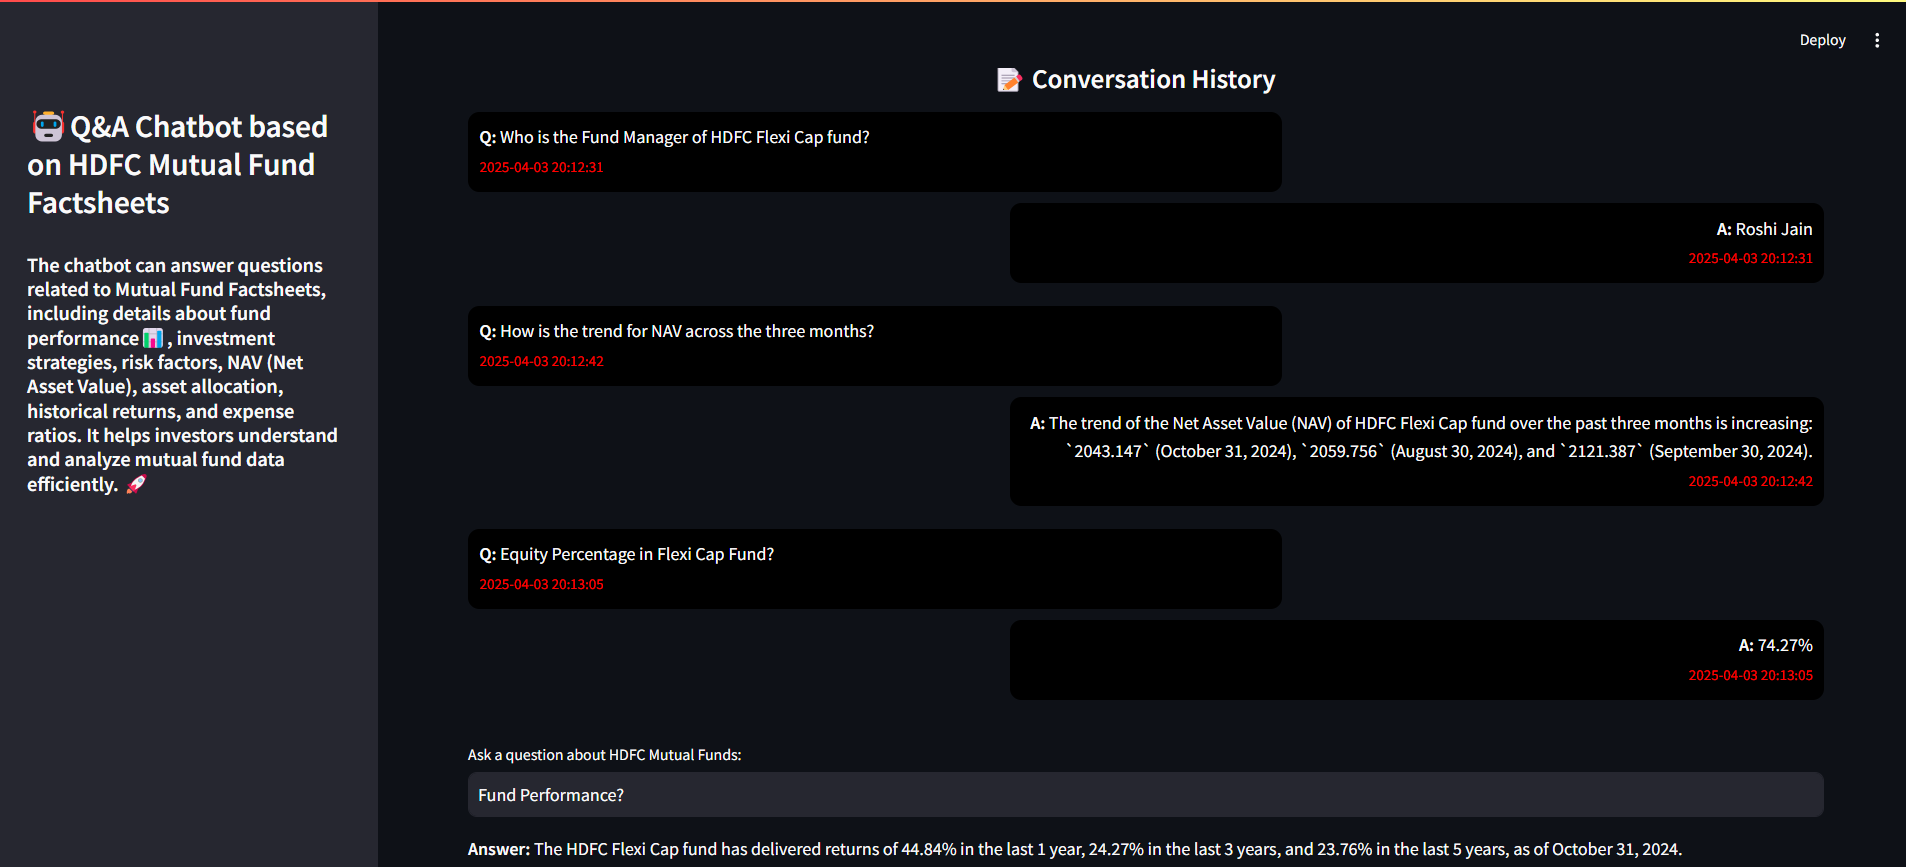 Deploy
🤖Q&A Chatbot based
on HDFC Mutual Fund
Factsheets
The chatbot can answer questions
related to Mutual Fund Factsheets,
including details about fund
performance 📊 , investment
strategies, risk factors, NAV (Net
Asset Value), asset allocation,
historical returns, and expense
ratios. It helps investors understand
and analyze mutual fund data
efficiently. 🚀
📝 Conversation History
Q: Who is the Fund Manager of HDFC Flexi Cap fund?
2025-04-03 20:12:31
A: Roshi Jain
2025-04-03 20:12:31
Q: How is the trend for NAV across the three months?
2025-04-03 20:12:42
A: The trend of the Net Asset Value (NAV) of HDFC Flexi Cap fund over the past three months is increasing:
`2043.147` (October 31, 2024), `2059.756` (August 30, 2024), and `2121.387` (September 30, 2024).
2025-04-03 20:12:42
Q: Equity Percentage in Flexi Cap Fund?
2025-04-03 20:13:05
A: 74.27%
2025-04-03 20:13:05
Ask a question about HDFC Mutual Funds:
Fund Performance?
Answer: The HDFC Flexi Cap fund has delivered returns of 44.84% in the last 1 year, 24.27% in the last 3 years, and 23.76% in the last 5 years, as of October 31, 2024.